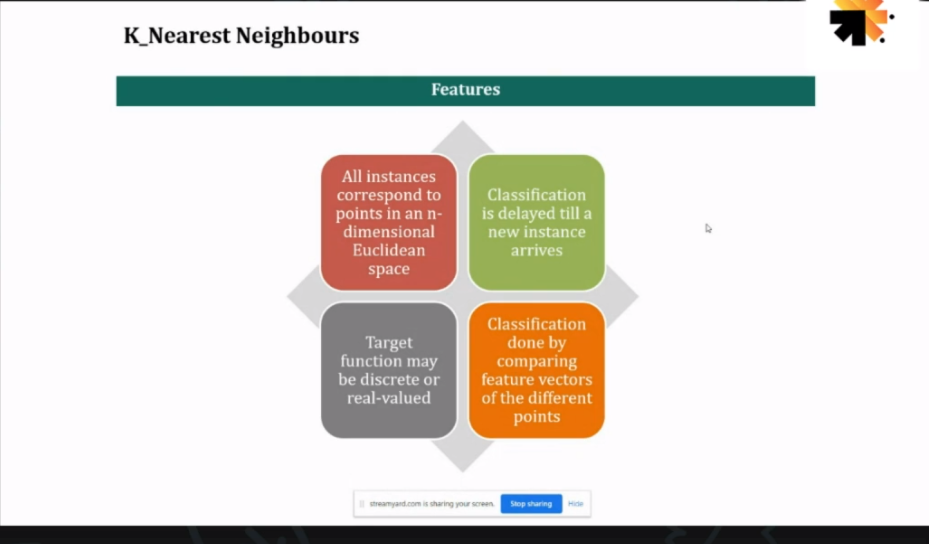 K_Nearest Neighbours
Features
All instances
correspond to
points in an n-
dimensional
Euclidean
space
Classification
is delayed till a
new instance
arrives
Target
function may
be discrete or
real-valued
Classification
done by
comparing
feature vectors
of the different
points
streamyard.com is sharing your screen.
Stop sharing
Hide